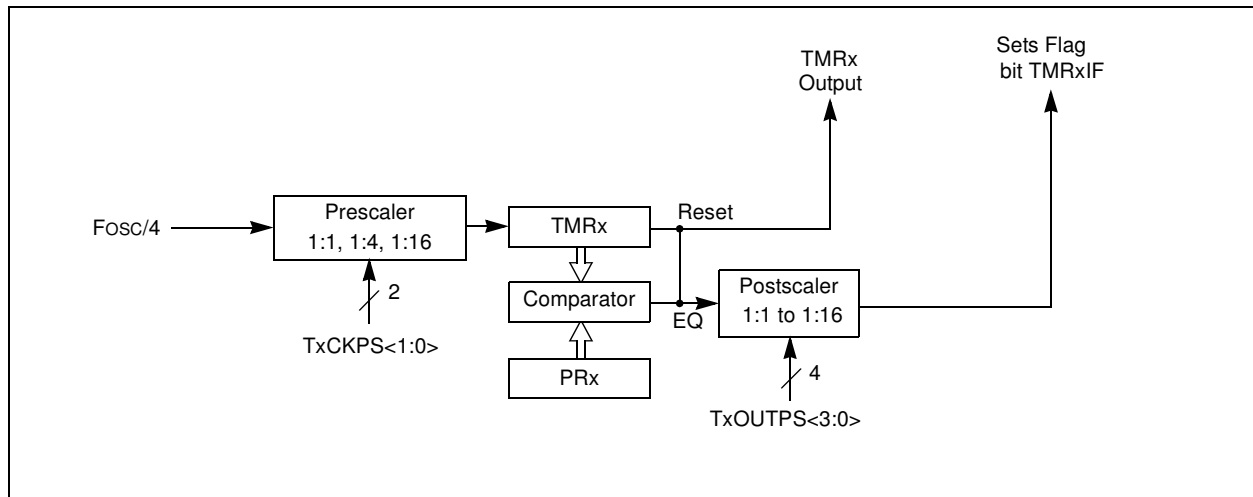 TMRx
Output
Sets Flag
bit TMRxIF
FOSC/4
Prescaler
1:1, 1:4, 1:16
2
TxCKPS<1:0>
TMRx
Reset
Comparator
EQ
PRx
Postscaler
1:1 to 1:16
4
TxOUTPS<3:0>